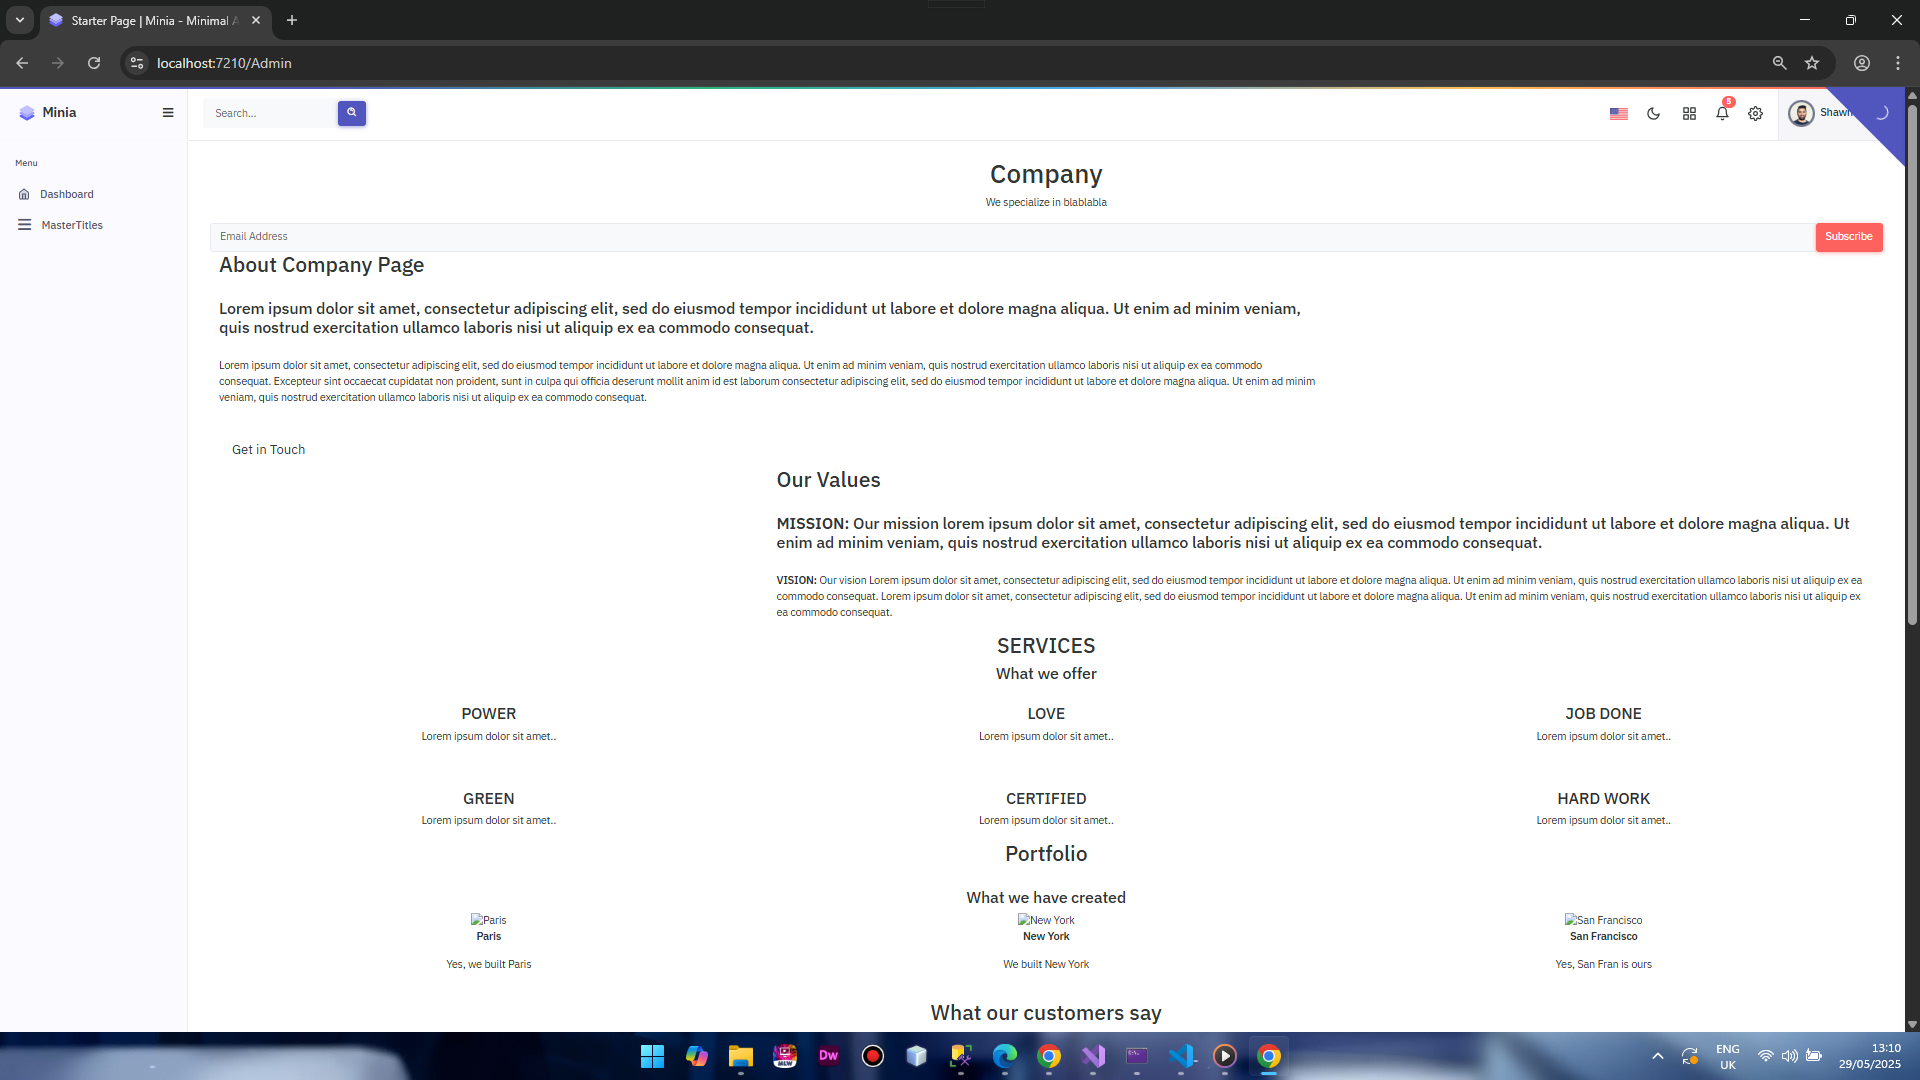 Starter Page | Minia - Minimal A
localhost:7210/Admin
Minia
Search...
5
Shawn
Menu
Dashboard
MasterTitles
Company
We specialize in blablabla
Email Address
Subscribe
About Company Page
Lorem ipsum dolor sit amet, consectetur adipiscing elit, sed do eiusmod tempor incididunt ut labore et dolore magna aliqua. Ut enim ad minim veniam,
quis nostrud exercitation ullamco laboris nisi ut aliquip ex ea commodo consequat.
Lorem ipsum dolor sit amet, consectetur adipiscing elit, sed do eiusmod tempor incididunt ut labore et dolore magna aliqua. Ut enim ad minim veniam, quis nostrud exercitation ullamco laboris nisi ut aliquip ex ea commodo
consequat. Excepteur sint occaecat cupidatat non proident, sunt in culpa qui officia deserunt mollit anim id est laborum consectetur adipiscing elit, sed do eiusmod tempor incididunt ut labore et dolore magna aliqua. Ut enim ad minim
veniam, quis nostrud exercitation ullamco laboris nisi ut aliquip ex ea commodo consequat.
Get in Touch
Our Values
MISSION: Our mission lorem ipsum dolor sit amet, consectetur adipiscing elit, sed do eiusmod tempor incididunt ut labore et dolore magna aliqua. Ut
enim ad minim veniam, quis nostrud exercitation ullamco laboris nisi ut aliquip ex ea commodo consequat.
VISION: Our vision Lorem ipsum dolor sit amet, consectetur adipiscing elit, sed do eiusmod tempor incididunt ut labore et dolore magna aliqua. Ut enim ad minim veniam, quis nostrud exercitation ullamco laboris nisi ut aliquip ex ea
commodo consequat. Lorem ipsum dolor sit amet, consectetur adipiscing elit, sed do eiusmod tempor incididunt ut labore et dolore magna aliqua. Ut enim ad minim veniam, quis nostrud exercitation ullamco laboris nisi ut aliquip ex
ea commodo consequat.
SERVICES
What we offer
POWER
Lorem ipsum dolor sit amet..
LOVE
Lorem ipsum dolor sit amet..
JOB DONE
Lorem ipsum dolor sit amet..
GREEN
Lorem ipsum dolor sit amet..
CERTIFIED
Lorem ipsum dolor sit amet..
HARD WORK
Lorem ipsum dolor sit amet..
Portfolio
What we have created
Paris
Paris
Yes, we built Paris
New York
New York
We built New York
San Francisco
San Francisco
Yes, San Fran is ours
What our customers say
Dw
ENG
UK
13:10
29/05/2025